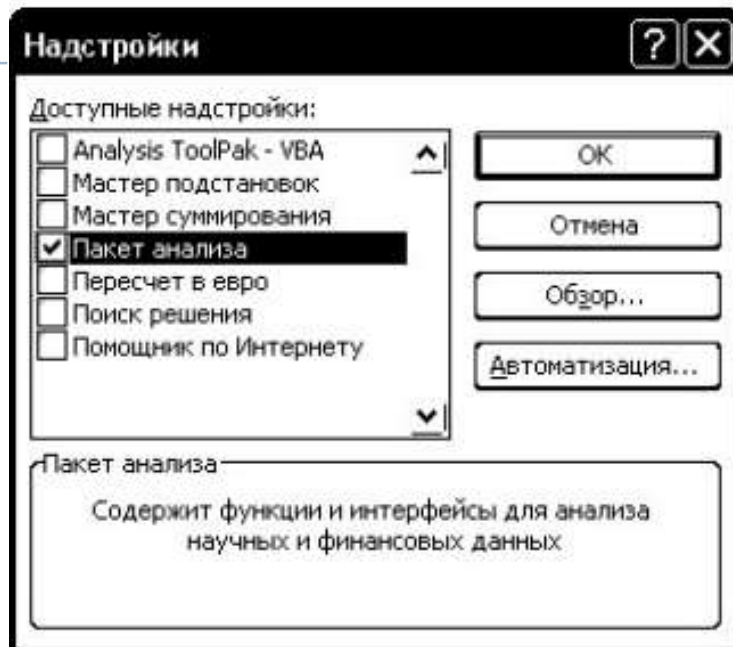 Надстройки
Доступные надстройки:
Analysis ToolPak - VBA
Мастер подстановок
Мастер суммирования
Пакет анализа
Пересчет в евро
Поиск решения
Помощник по Интернету
ОК
Отмена
Обзор...
Автоматизация...
Пакет анализа
Содержит функции и интерфейсы для анализа
научных и финансовых данных